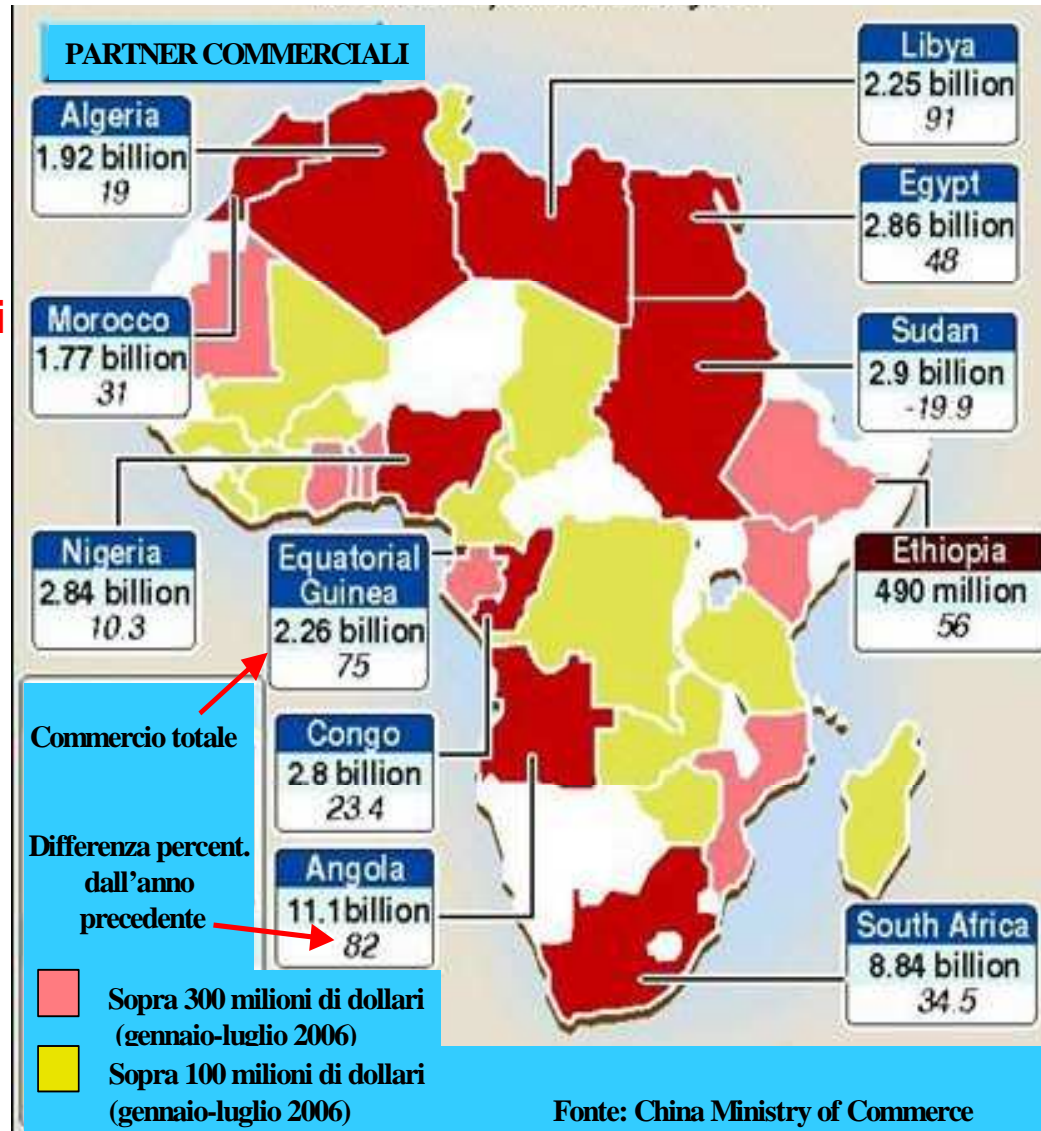 PARTNER COMMERCIALI
Libya
2.25 billion
91
Algeria
1.92 billion
19
Egypt
2.86 billion
48
Morocco
1.77 billion
31
Sudan
2.9 billion
-19.9
Nigeria
2.84 billion
10.3
Equatorial
Guinea
2.26 billion
75
Ethiopia
490 million
56
Commercio totale
Congo
2.8 billion
23.4
Differenza percent.
dall'anno
precedente
Angola
11.1billion
82
South Africa
8.84 billion
34.5
Sopra 300 milioni di dollari
(gennaio-luglio 2006)
Sopra 100 milioni di dollari
(gennaio-luglio 2006)
Fonte: China Ministry of Commerce